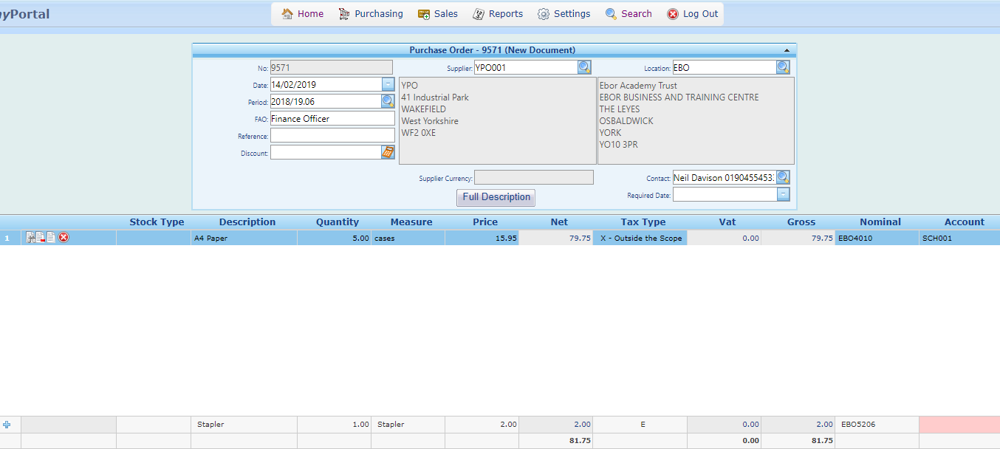 yPortal
Home Purchasing Sales Reports Settings Search Log Out
Purchase Order - 9571 (New Document)
No: 9571 Supplier: YPO001 Location: EBO
Date: 14/02/2019
Period: 2018/19.06
FAO: Finance Officer
Reference:
Discount:
YPO
41 Industrial Park
WAKEFIELD
West Yorkshire
WF2 0XE
Ebor Academy Trust
EBOR BUSINESS AND TRAINING CENTRE
THE LEYES
OSBALDWICK
YORK
YO10 3PR
Supplier Currency: Contact: Neil Davison 0190455453
Full Description Required Date:
Stock Type Description Quantity Measure Price Net Tax Type Vat Gross Nominal Account
1 A4 Paper 5.00 cases 15.95 79.75 X - Outside the Scope 0.00 79.75 EBO4010 SCH001
Stapler 1.00 Stapler 2.00 2.00 E 0.00 2.00 EBO5206
81.75 0.00 81.75